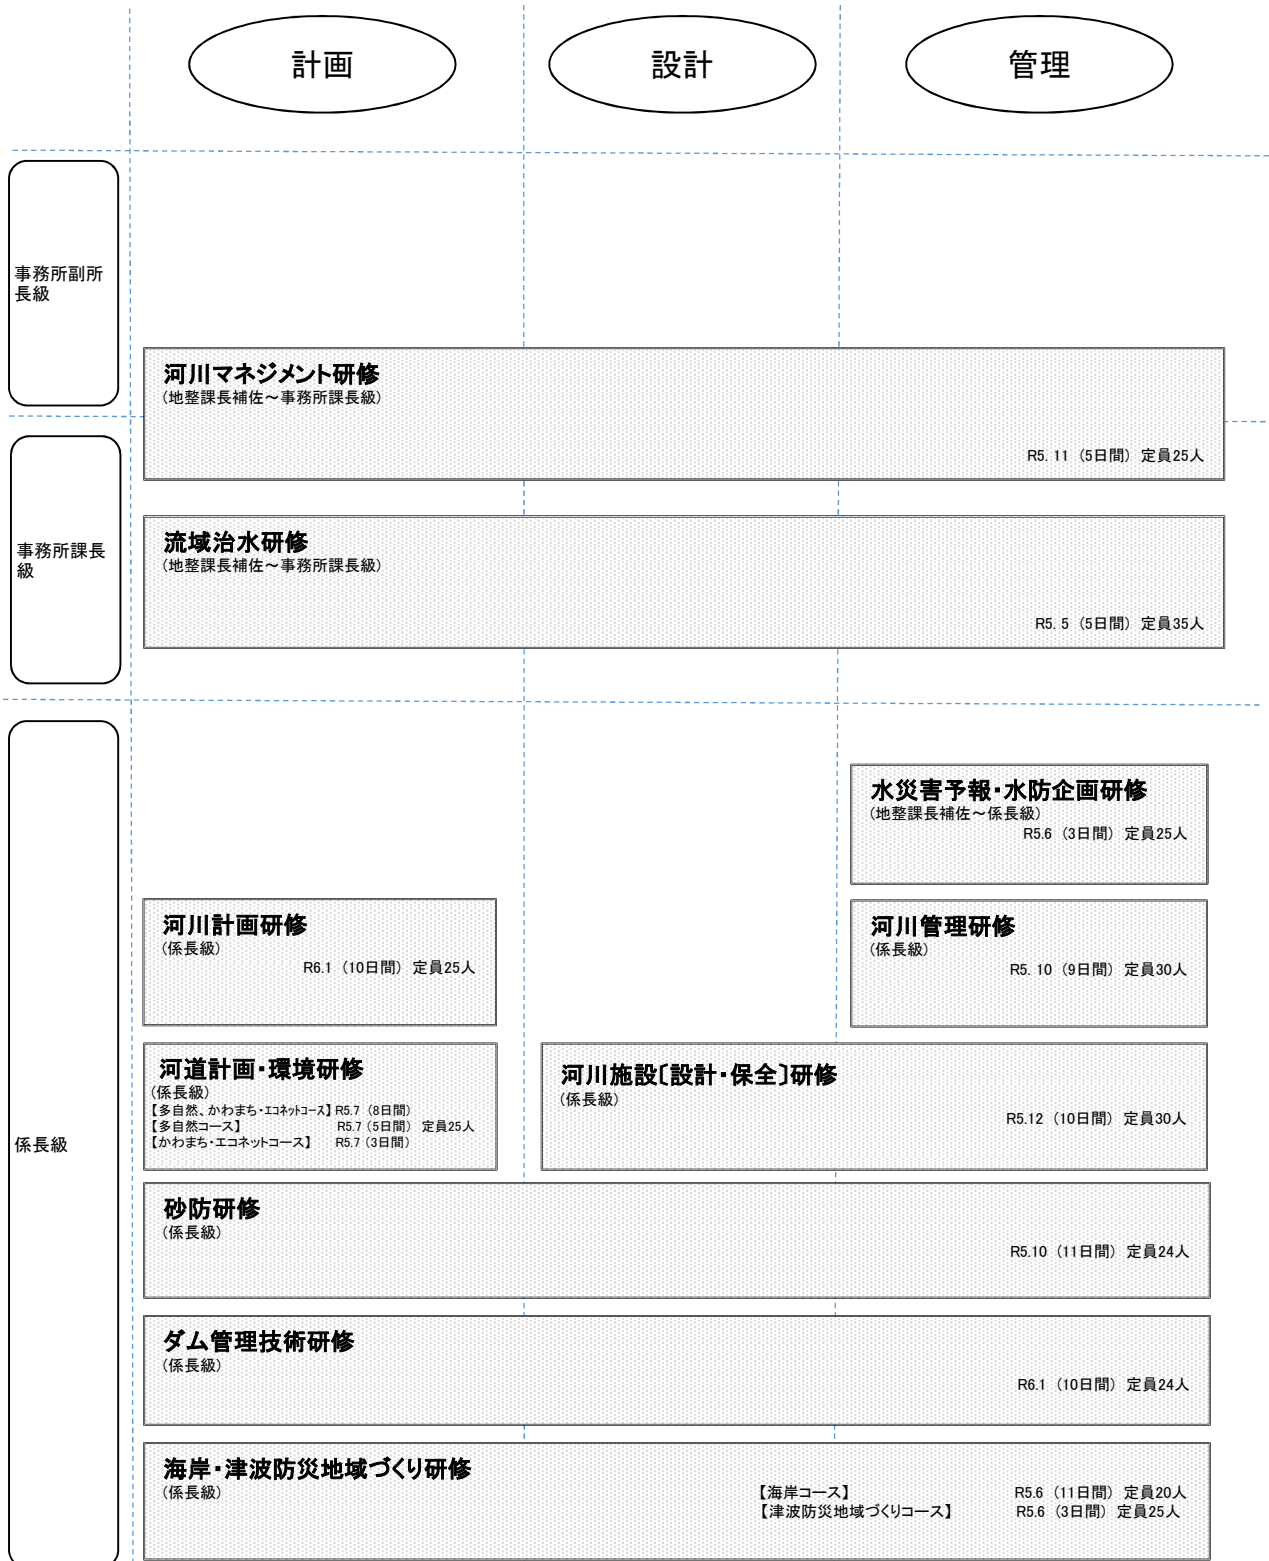 計画
設計
管理
事務所副所
長級
河川マネジメント研修
(地整課長補佐～事務所課長級)
R5. 11 (5日間) 定員25人
事務所課長
級
流域治水研修
(地整課長補佐～事務所課長級)
R5. 5 (5日間) 定員35人
係長級
水災害予報・水防企画研修
(地整課長補佐～係長級)
R5.6 (3日間) 定員25人
河川計画研修
(係長級)
R6.1 (10日間) 定員25人
河川管理研修
(係長級)
R5. 10 (9日間) 定員30人
河道計画・環境研修
(係長級)
【多自然、かわまち・エコネットコース】 R5.7 (8日間)
【多自然コース】 R5.7 (5日間) 定員25人
【かわまち・エコネットコース】 R5.7 (3日間)
河川施設〔設計・保全〕研修
(係長級)
R5.12 (10日間) 定員30人
砂防研修
(係長級)
R5.10 (11日間) 定員24人
ダム管理技術研修
(係長級)
R6.1 (10日間) 定員24人
海岸・津波防災地域づくり研修
(係長級)
【海岸コース】 R5.6 (11日間) 定員20人
【津波防災地域づくりコース】 R5.6 (3日間) 定員25人